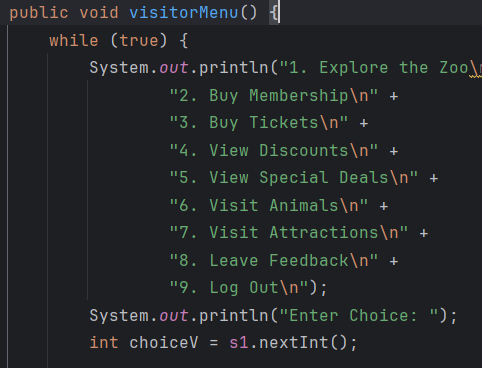 public void visitorMenu() {
while (true) {
System.out.println("1. Explore the Zoo\
"2. Buy Membership\n" +
"3. Buy Tickets\n" +
"4. View Discounts\n" +
"5. View Special Deals\n" +
"6. Visit Animals\n" +
"7. Visit Attractions\n" +
"8. Leave Feedback\n" +
"9. Log Out\n");
System.out.println("Enter Choice: ");
int choiceV = s1.nextInt();